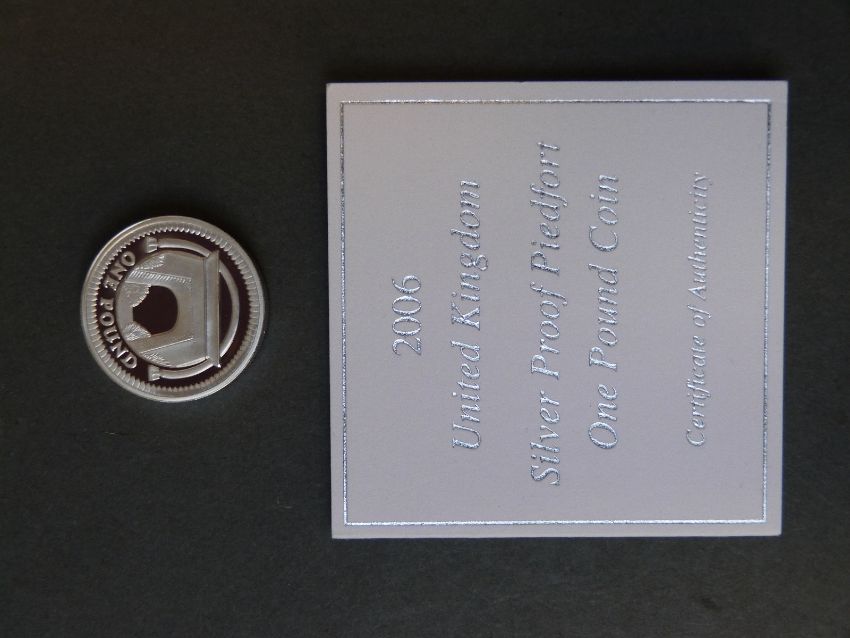 ONE POUND
2006
United Kingdom
Silver Proof Piedfort
One Pound Coin
Certificate of Authenticity